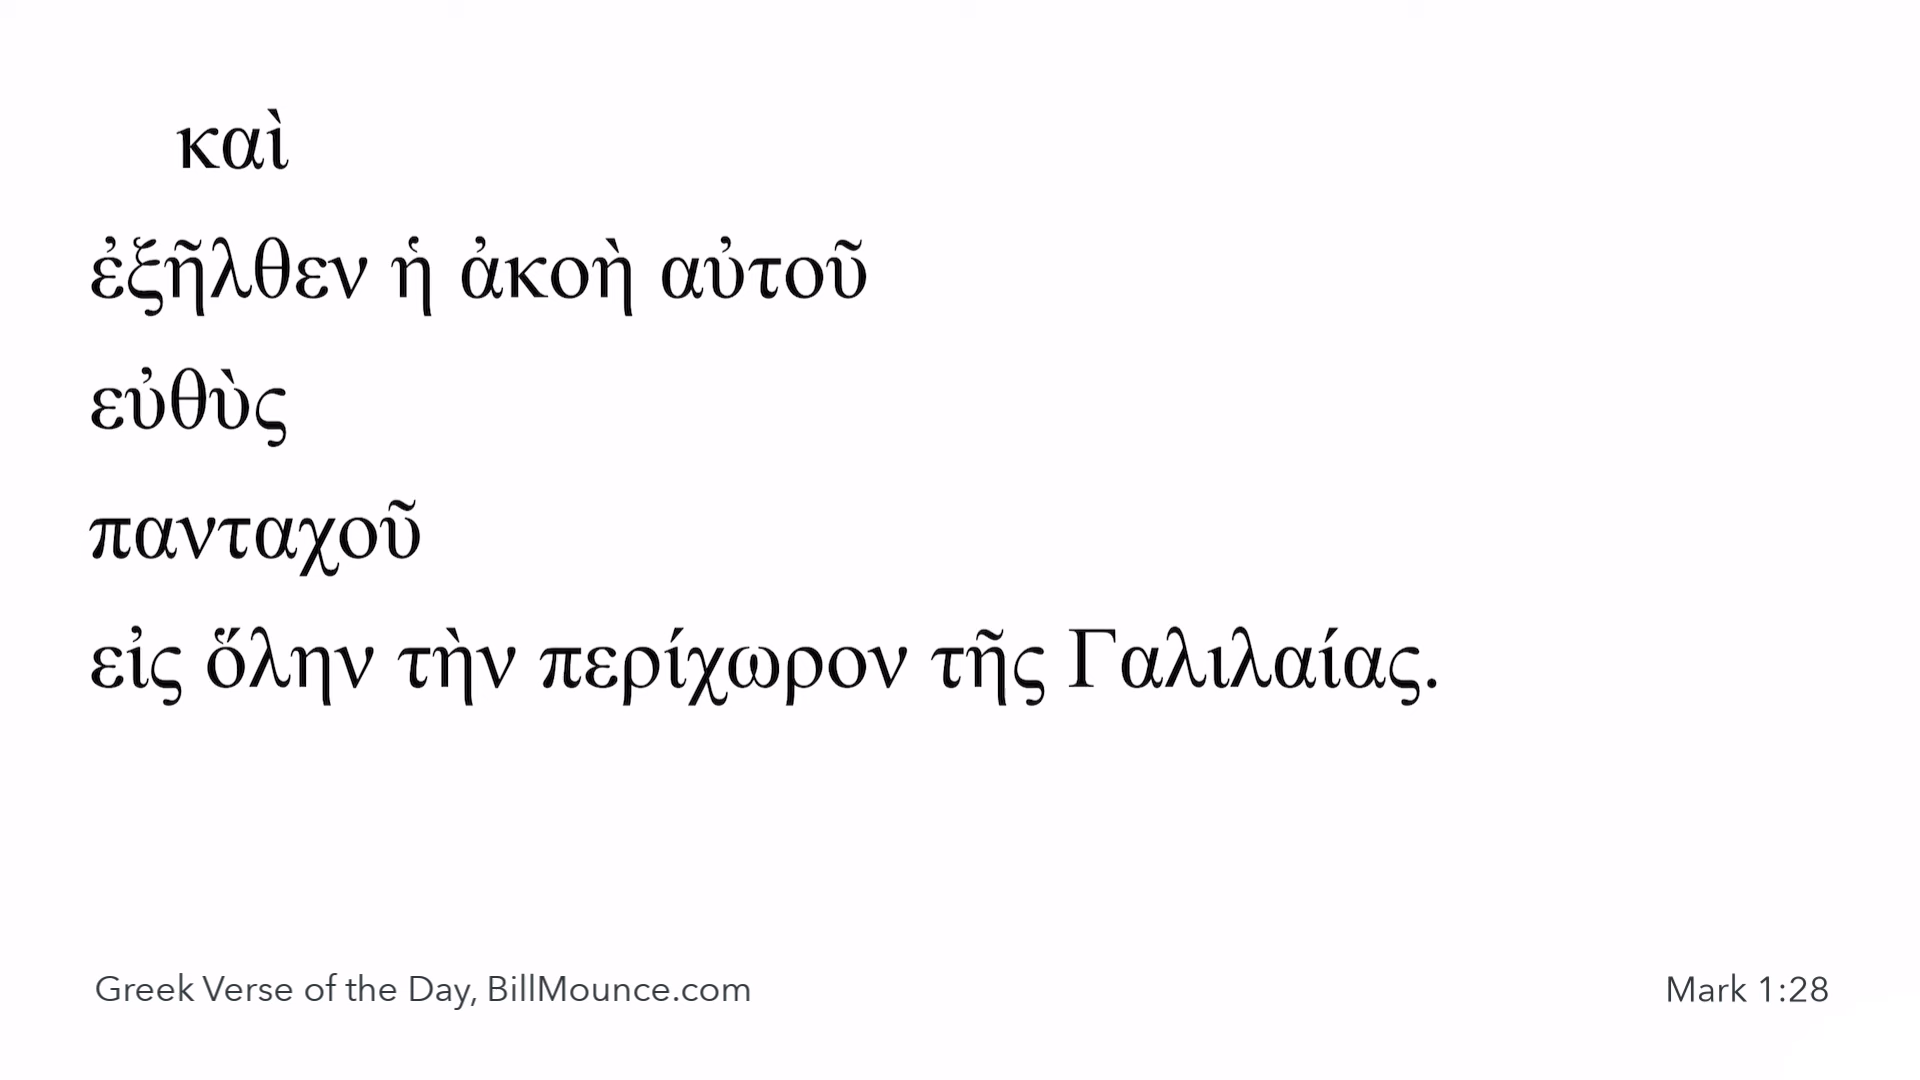 καὶ
ἐξῆλθεν ἡ ἀκοὴ αὐτοῦ
εὐθὺς
πανταχοῦ
εἰς ὅλην τὴν περίχωρον τῆς Γαλιλαίας.
Greek Verse of the Day, BillMounce.com
Mark 1:28